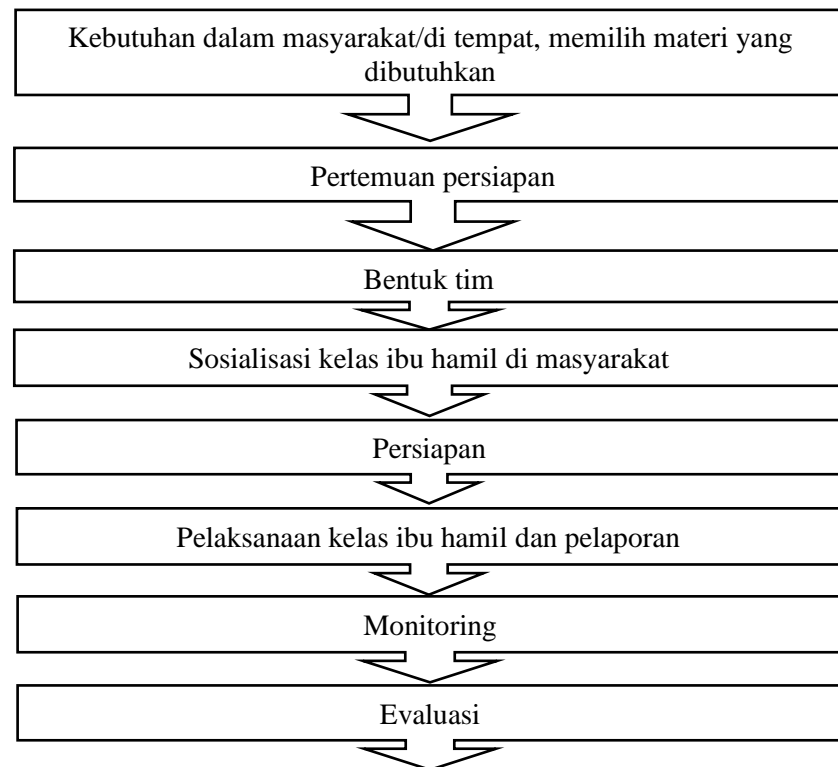 Kebutuhan dalam masyarakat/di tempat, memilih materi yang
dibutuhkan
Pertemuan persiapan
Bentuk tim
Sosialisasi kelas ibu hamil di masyarakat
Persiapan
Pelaksanaan kelas ibu hamil dan pelaporan
Monitoring
Evaluasi